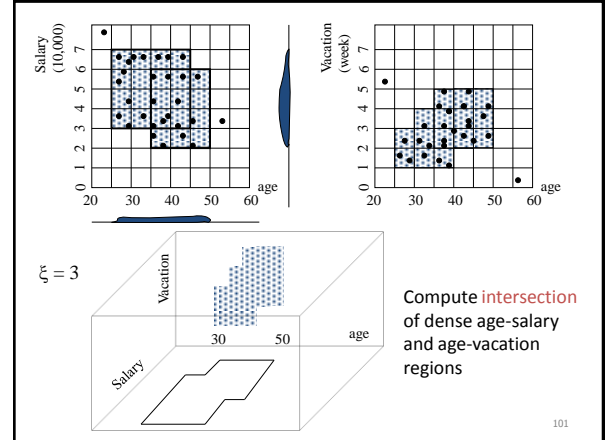 Salary
(10,000)
7
6
5
4
3
2
1
0
20
30
40
50
60
age
Vacation
(week)
7
6
5
4
3
2
1
0
20
30
40
50
60
age
ξ = 3
Vacation
30
50
age
Salary
Compute intersection
of dense age-salary
and age-vacation
regions
101